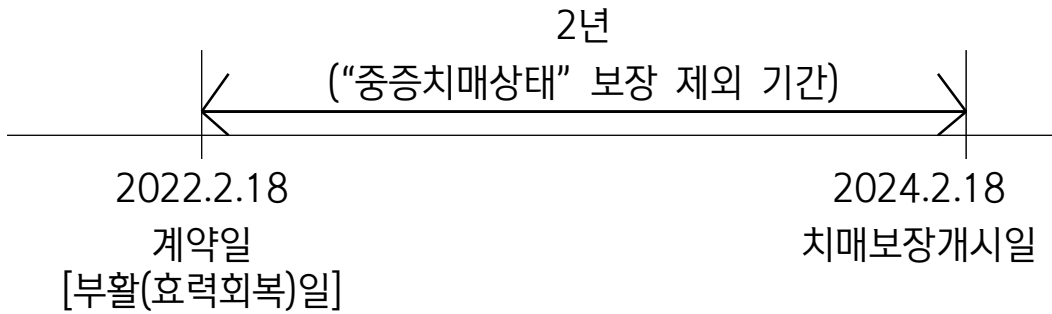 2년
(“중증치매상태” 보장 제외 기간)
2022.2.18
2024.2.18
계약일
치매보장개시일
[부활(효력회복)일]